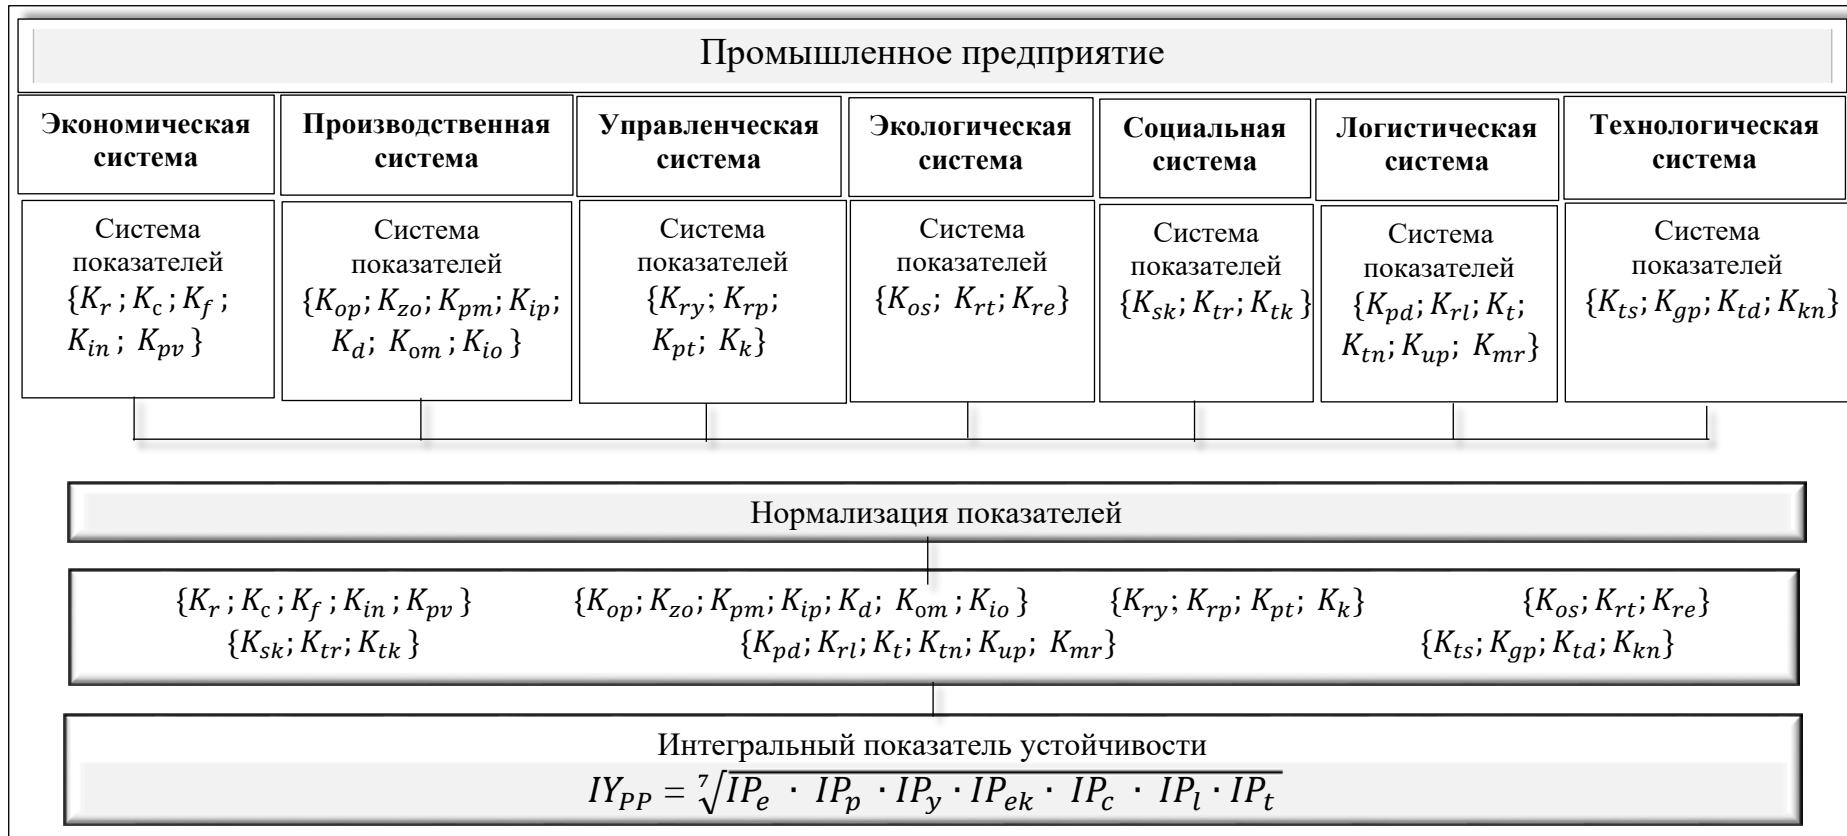 Промышленное предприятие
Экономическая
система
Производственная
система
Управленческая
система
Экологическая
система
Социальная
система
Логистическая
система
Технологическая
система
Система
показателей
{K_r ; K_c ; K_f ;
K_in ; K_pv }
Система
показателей
{K_op; K_zo; K_pm; K_ip;
K_d; K_om ; K_io }
Система
показателей
{K_ry; K_rp;
K_pt; K_k}
Система
показателей
{K_os; K_rt; K_re}
Система
показателей
{K_sk; K_tr; K_tk}
Система
показателей
{K_pd; K_rl; K_t;
K_tn; K_up; K_mr}
Система
показателей
{K_ts; K_gp; K_td; K_kn}
Нормализация показателей
{K_r ; K_c ; K_f ; K_in ; K_pv } {K_op; K_zo; K_pm; K_ip; K_d; K_om ; K_io } {K_ry; K_rp; K_pt; K_k} {K_os; K_rt; K_re}
{K_sk; K_tr; K_tk } {K_pd; K_rl; K_t; K_tn; K_up; K_mr} {K_ts; K_gp; K_td; K_kn}
Интегральный показатель устойчивости
IY_PP = ⁷√(IP_e · IP_p · IP_y · IP_ek · IP_c · IP_l · IP_t)